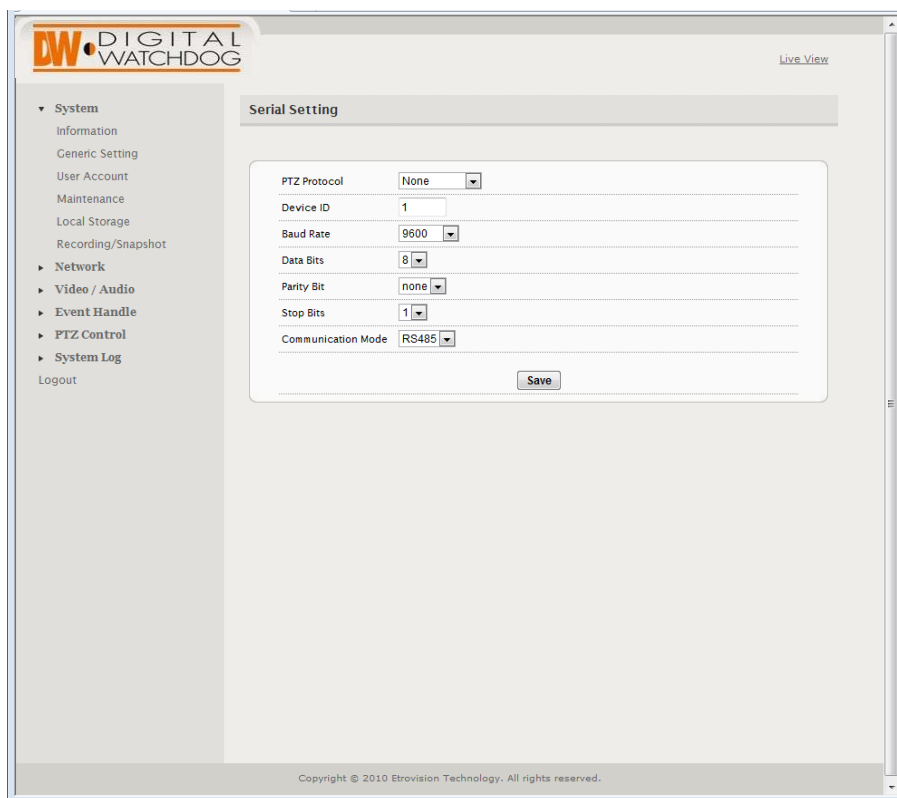 DW DIGITAL
WATCHDOG
Live View
System
Information
Generic Setting
User Account
Maintenance
Local Storage
Recording/Snapshot
Network
Video / Audio
Event Handle
PTZ Control
System Log
Logout
Serial Setting
PTZ Protocol None
Device ID 1
Baud Rate 9600
Data Bits 8
Parity Bit none
Stop Bits 1
Communication Mode RS485
Save
Copyright © 2010 Etrovision Technology. All rights reserved.